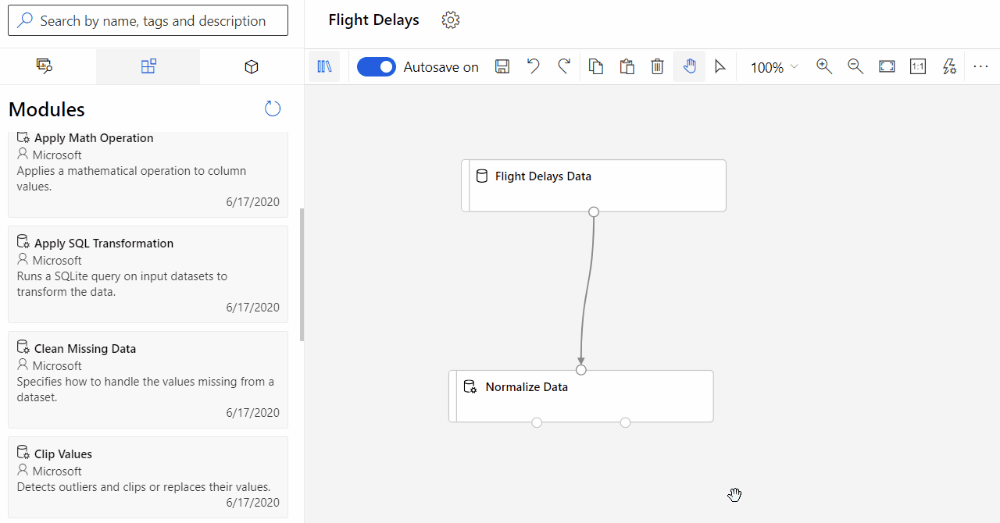 Search by name, tags and description
Flight Delays
Autosave on
100%
1:1
Modules
Apply Math Operation
Microsoft
Applies a mathematical operation to column
values.
6/17/2020
Apply SQL Transformation
Microsoft
Runs a SQLite query on input datasets to
transform the data.
6/17/2020
Clean Missing Data
Microsoft
Specifies how to handle the values missing from a
dataset.
6/17/2020
Clip Values
Microsoft
Detects outliers and clips or replaces their values.
6/17/2020
Flight Delays Data
Normalize Data